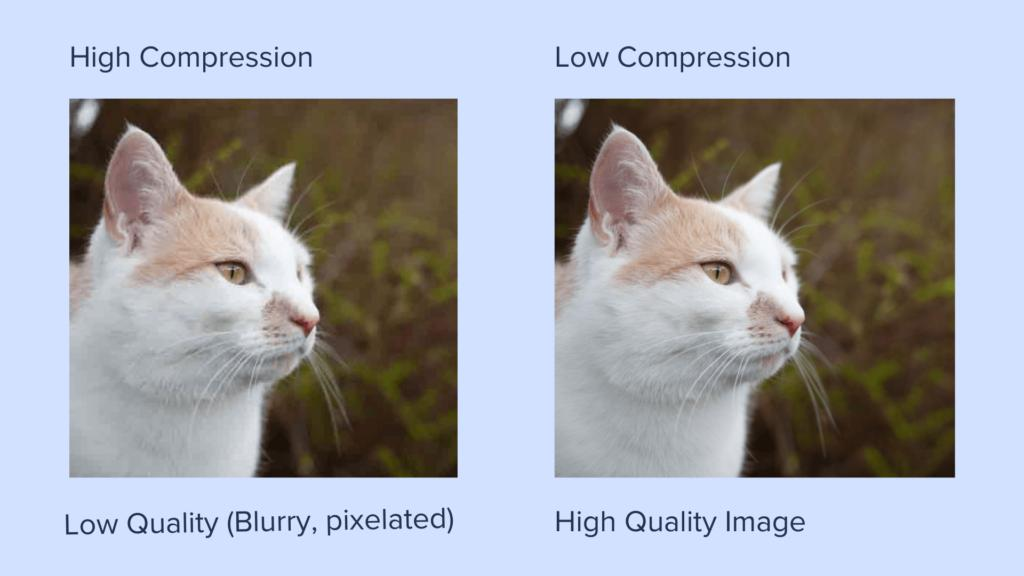 High Compression
Low Compression
Low Quality (Blurry, pixelated)
High Quality Image